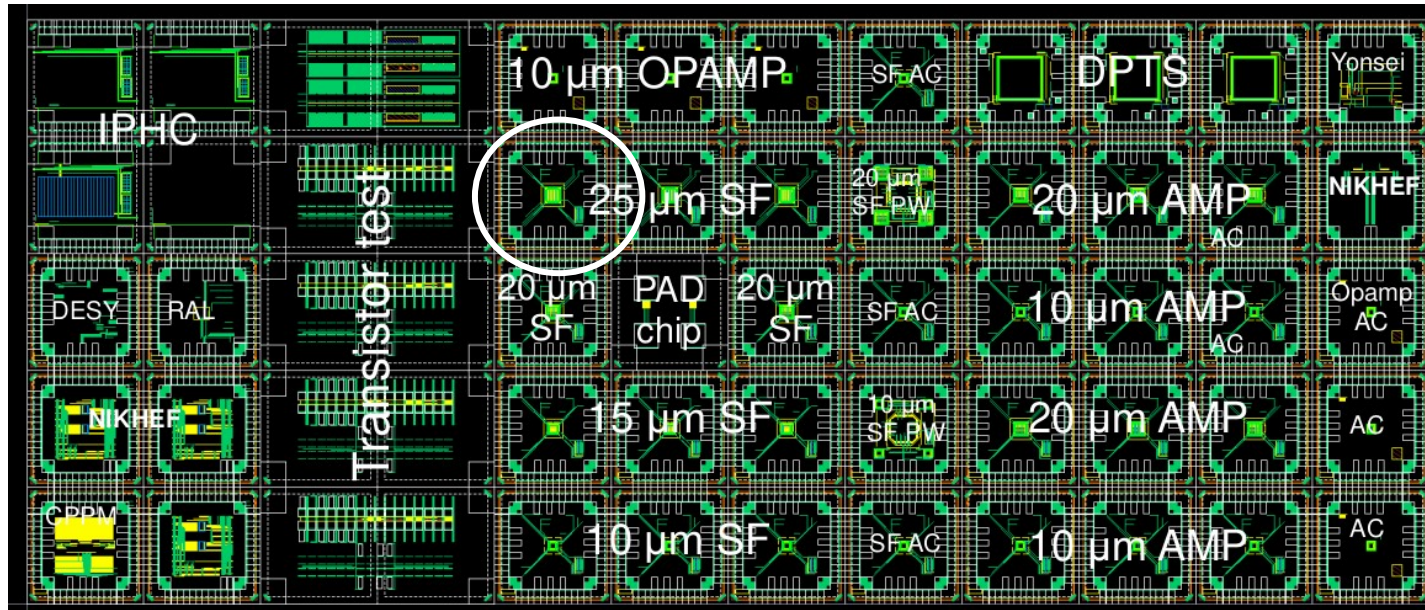 10 µm OPAMP
SF AC
DPTS
Yonsei
IPHC
Transistor test
25 µm SF
20 µm
SF PW
20 µm AMP
AC
NIKHEF
DESY
RAL
20 µm
SF
PAD
chip
20 µm
SF
SF AC
10 µm AMP
AC
Opamp
AC
NIKHEF
15 µm SF
10 µm
SF PW
20 µm AMP
AC
CPPM
10 µm SF
SF AC
10 µm AMP
AC